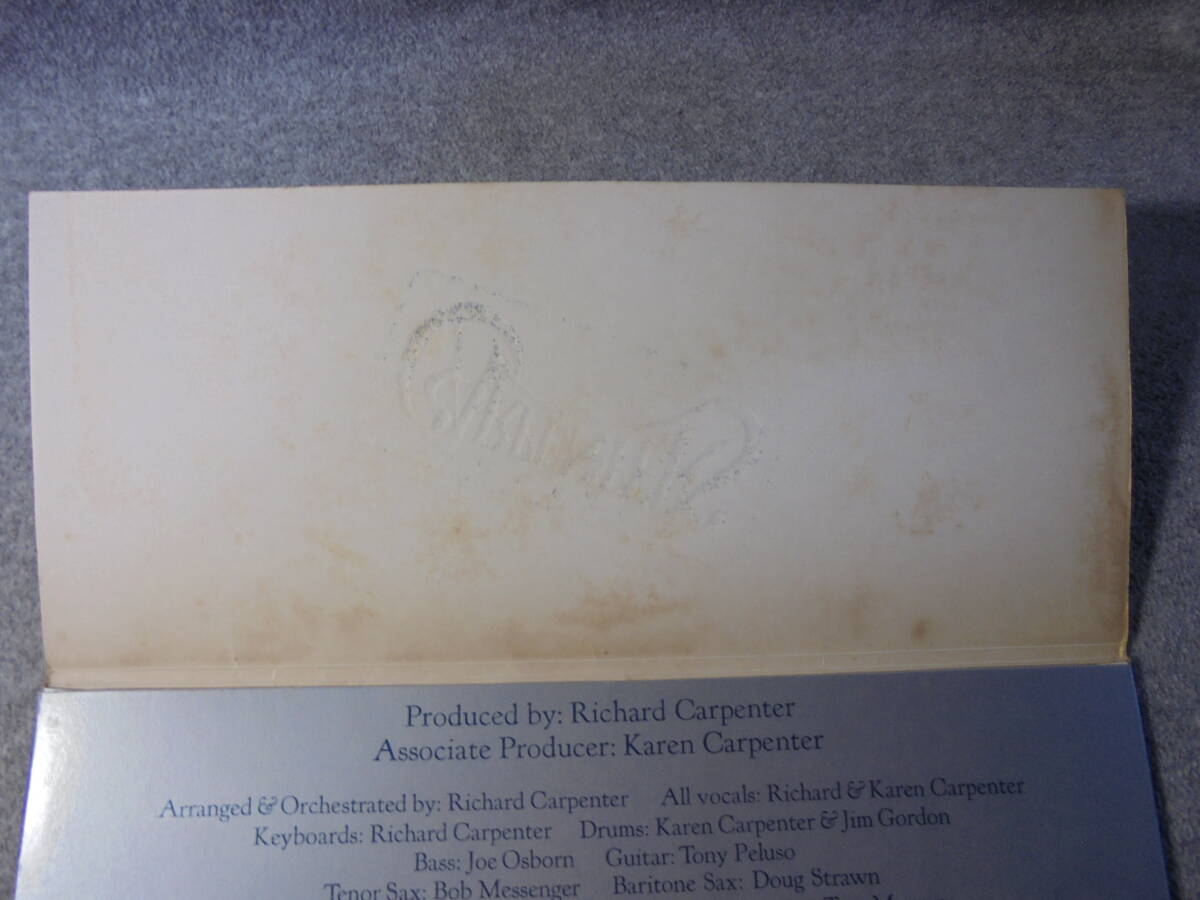 Produced by: Richard Carpenter
Associate Producer: Karen Carpenter
Arranged & Orchestrated by: Richard Carpenter All vocals: Richard & Karen Carpenter
Keyboards: Richard Carpenter Drums: Karen Carpenter & Jim Gordon
Bass: Joe Osborn Guitar: Tony Peluso
Tenor Sax: Bob Messenger Baritone Sax: Doug Strawn